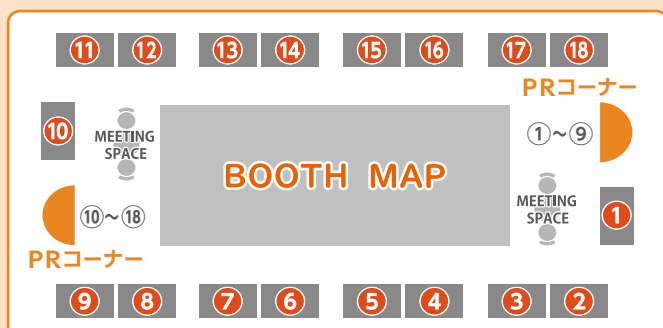 ⑪ ⑫ ⑬ ⑭ ⑮ ⑯ ⑰ ⑱
PRコーナー
①～⑨
⑩
MEETING
SPACE
BOOTH MAP
MEETING
SPACE
①
⑩～⑱
PRコーナー
⑨ ⑧ ⑦ ⑥ ⑤ ④ ③ ②